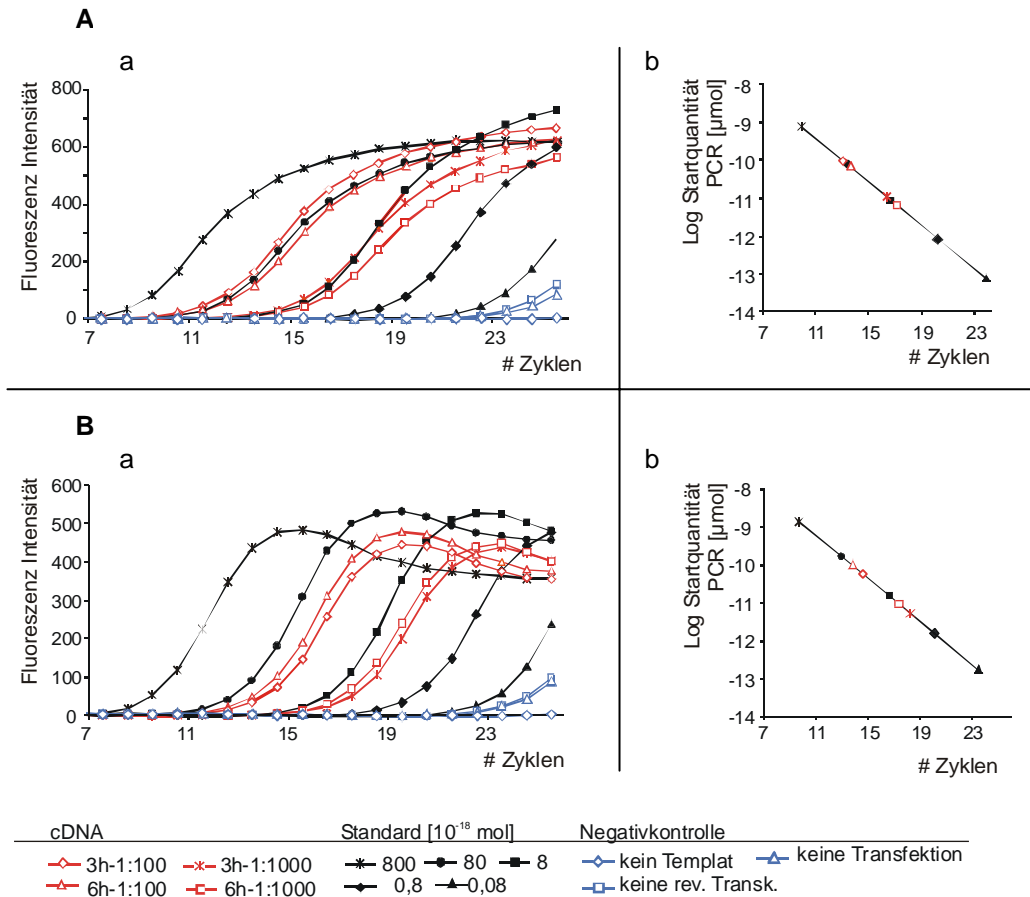 A
a
b
Fluoreszenz Intensität
800
600
400
200
0
7
11
15
19
23
# Zyklen
Log Startquantität
PCR [µmol]
-8
-9
-10
-11
-12
-13
-14
7
11
15
19
23
# Zyklen
B
a
b
Fluoreszenz Intensität
600
500
400
300
200
100
0
7
11
15
19
23
# Zyklen
Log Startquantität
PCR [µmol]
-8
-9
-10
-11
-12
-13
-14
7
11
15
19
23
# Zyklen
cDNA
Standard [10⁻¹⁸ mol]
Negativkontrolle
3h-1:100
3h-1:1000
800
80
8
kein Templat
keine Transfektion
6h-1:100
6h-1:1000
0,8
0,08
keine rev. Transk.